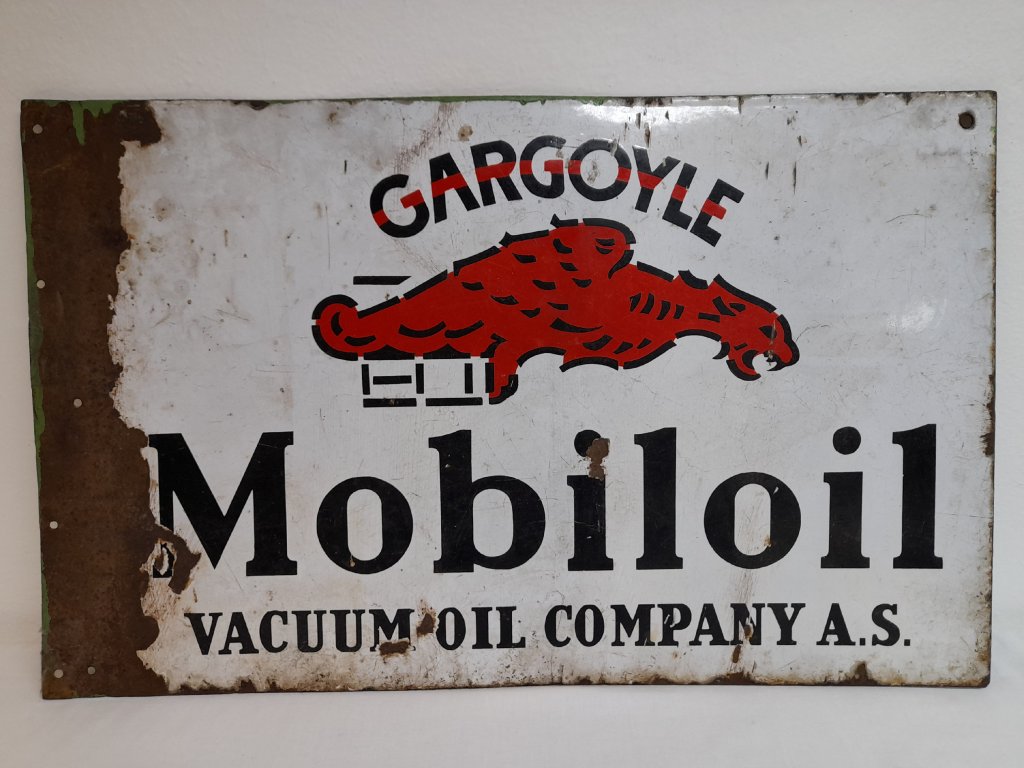 GARGOYLE
Mobiloil
VACUUM OIL COMPANY A.S.